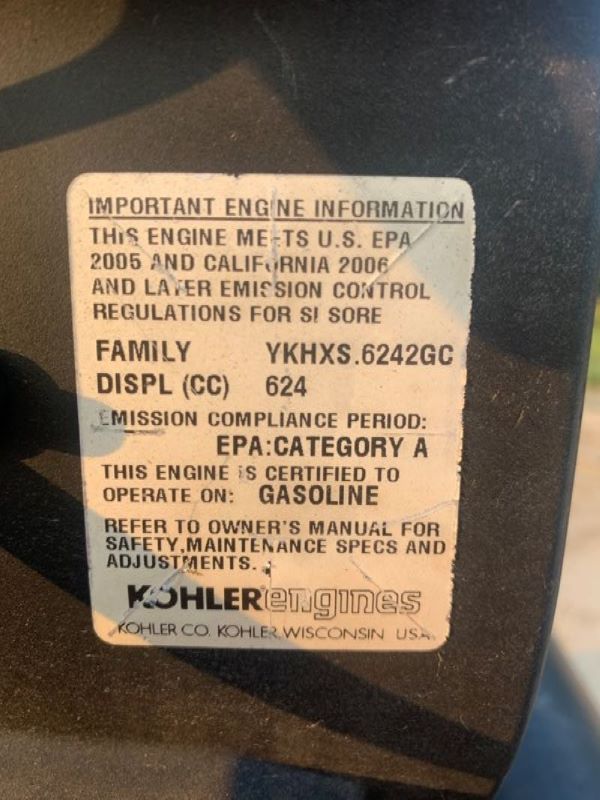 IMPORTANT ENGINE INFORMATION
THIS ENGINE MEETS U.S. EPA
2005 AND CALIFORNIA 2006
AND LATER EMISSION CONTROL
REGULATIONS FOR SI SORE
FAMILY YKHXS.6242GC
DISPL (CC) 624
EMISSION COMPLIANCE PERIOD:
EPA:CATEGORY A
THIS ENGINE IS CERTIFIED TO
OPERATE ON: GASOLINE
REFER TO OWNER'S MANUAL FOR
SAFETY,MAINTENANCE SPECS AND
ADJUSTMENTS.
KOHLER engines
KOHLER CO. KOHLER, WISCONSIN USA